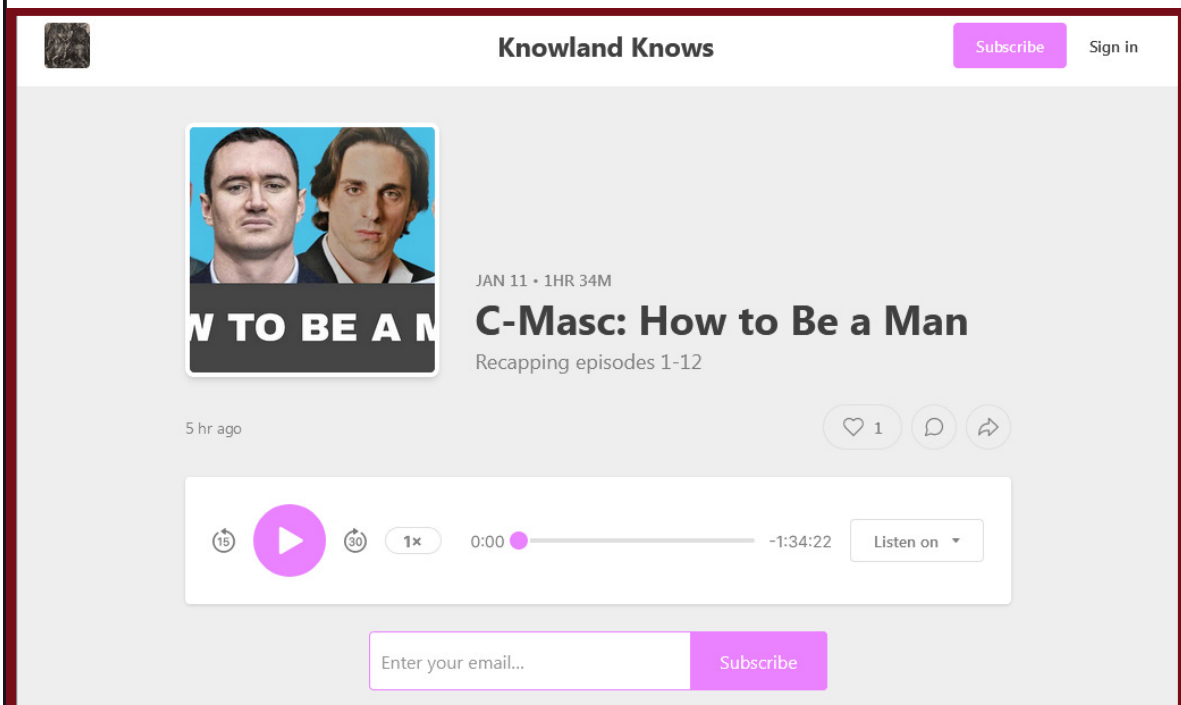 Knowland Knows
Subscribe
Sign in
W TO BE A M
JAN 11 • 1HR 34M
C-Masc: How to Be a Man
Recapping episodes 1-12
5 hr ago
1
15
30
1×
0:00
-1:34:22
Listen on
Enter your email...
Subscribe